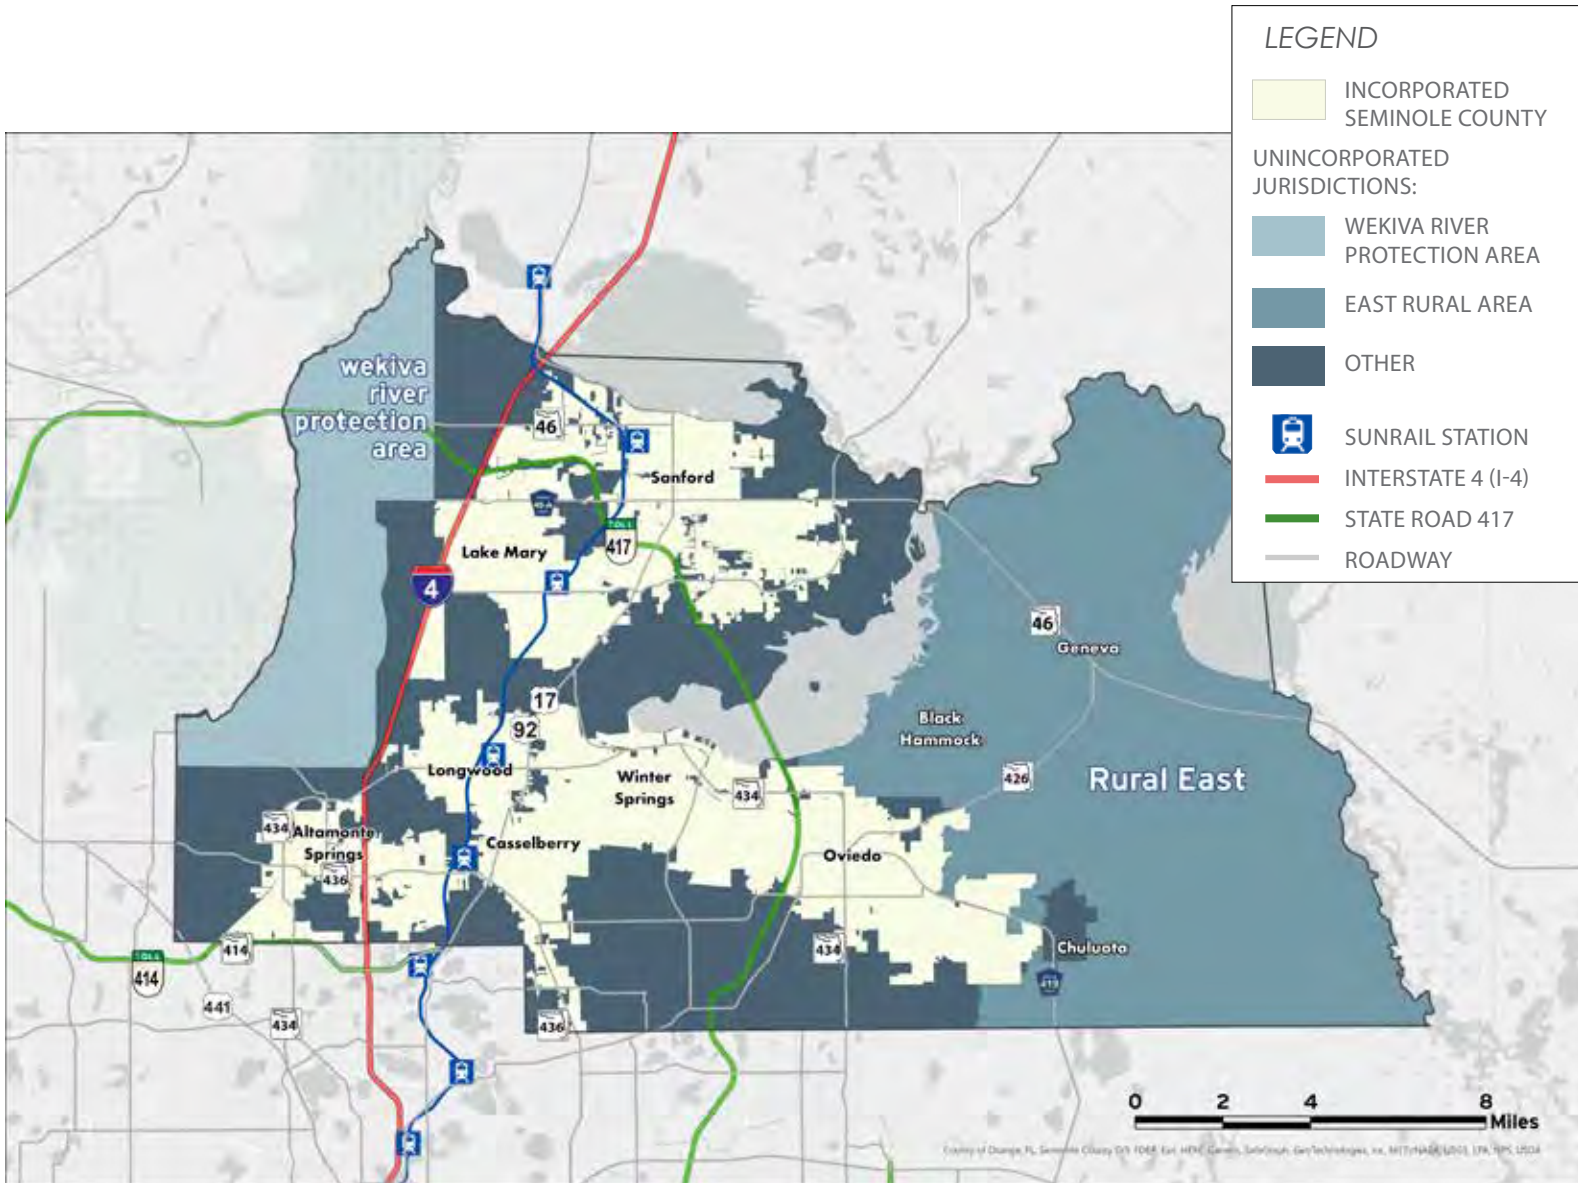 LEGEND
INCORPORATED
SEMINOLE COUNTY
UNINCORPORATED
JURISDICTIONS:
WEKIVA RIVER
PROTECTION AREA
EAST RURAL AREA
OTHER
SUNRAIL STATION
INTERSTATE 4 (I-4)
STATE ROAD 417
ROADWAY
wekiva
river
protection
area
46
Sanford
TOLL
417
Lake Mary
4
46
Geneva
17
92
Black
Hammock
Longwood
Winter
Springs
434
426
Rural East
434
Altamonte
Springs
436
Casselberry
Oviedo
414
434
Chuluota
TOLL
414
441
434
436
0 2 4 8
Miles